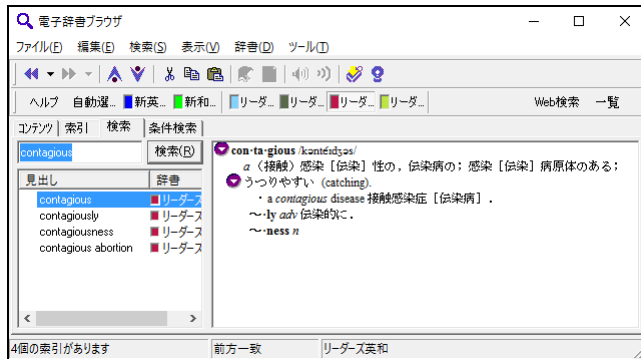 電子辞書ブラウザ
ファイル(F) 編集(E) 検索(S) 表示(V) 辞書(D) ツール(T)
ヘルプ 自動選... 新英... 新和... リーダ... リーダ... リーダ... リーダ... Web検索 一覧
コンテンツ 索引 検索 条件検索
contagious 検索(R)
見出し 辞書
contagious リーダーズ
contagiously リーダーズ
contagiousness リーダーズ
contagious abortion リーダーズ
con·ta·gious /kəntéɪdʒəs/
a （接触）感染［伝染］性の，伝染病の；感染［伝染］病原体のある；
うつりやすい (catching).
・a contagious disease 接触感染症［伝染病］.
～·ly adv 伝染的に．
～·ness n
4個の索引があります 前方一致 リーダーズ英和